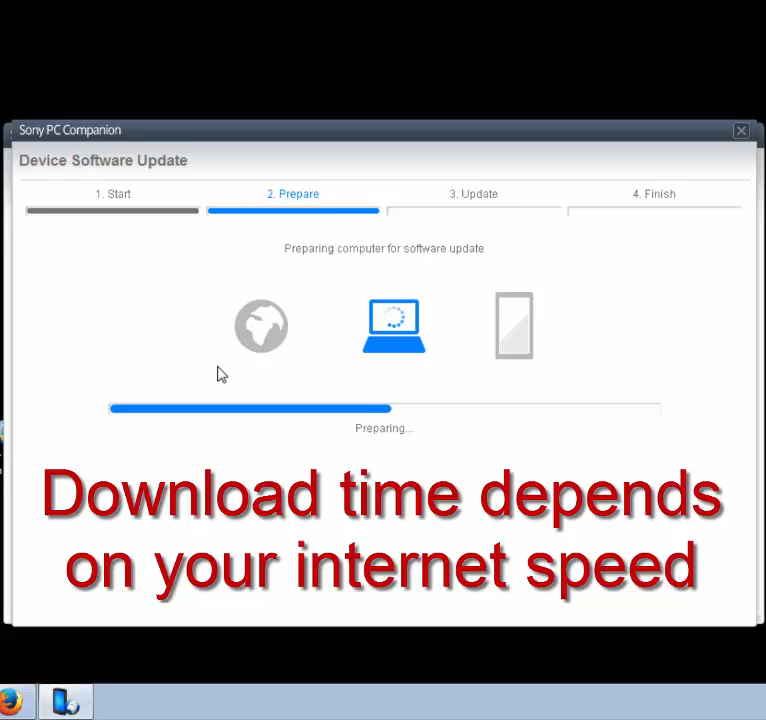 Sony PC Companion
Device Software Update
1. Start
2. Prepare
3. Update
4. Finish
Preparing computer for software update
Preparing...
Download time depends
on your internet speed